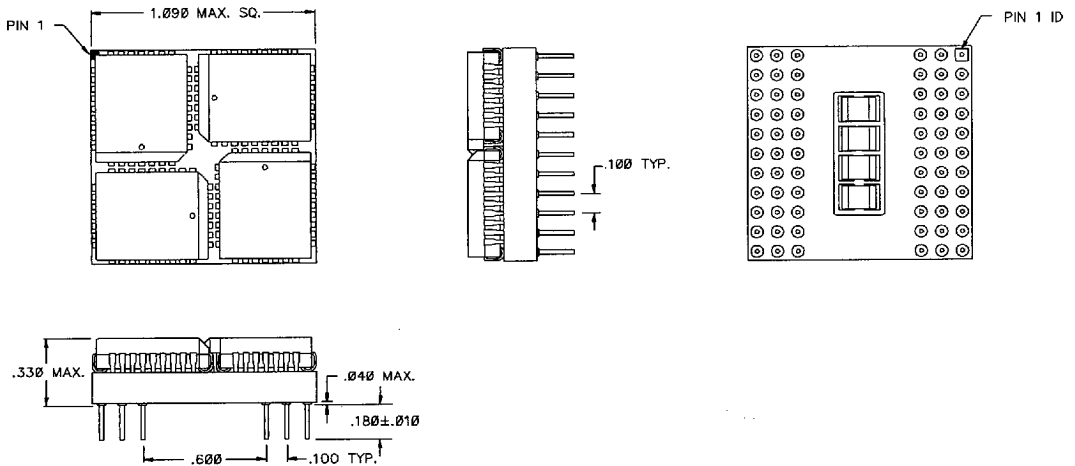 1.090 MAX. SQ.
PIN 1
PIN 1 ID
.100 TYP.
.330 MAX.
.040 MAX.
.180±.010
.600
.100 TYP.